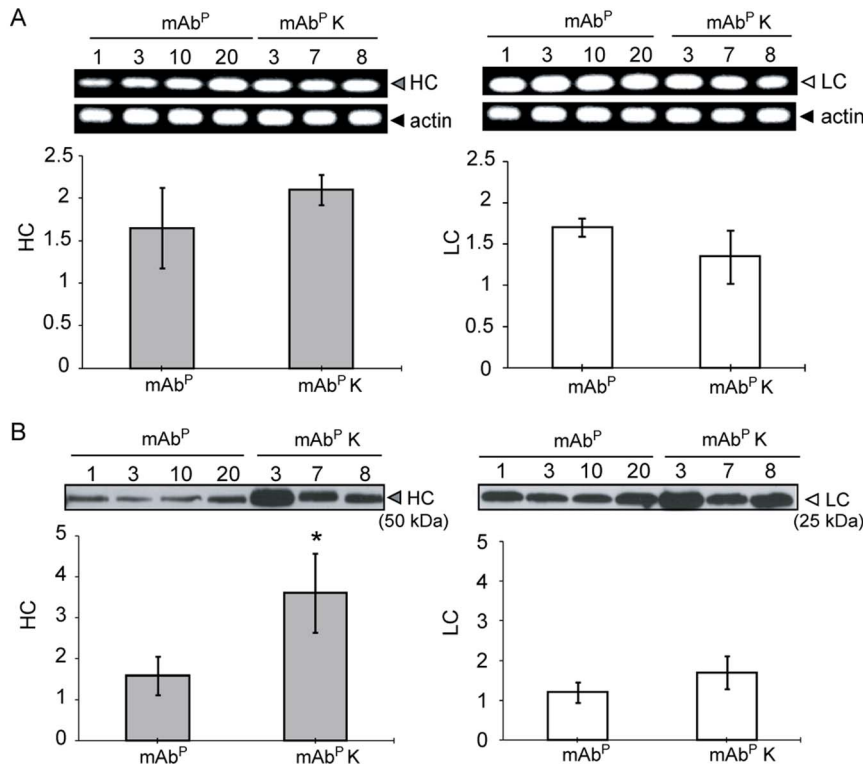 A
mAbᴾ mAbᴾ K mAbᴾ mAbᴾ K
1 3 10 20 3 7 8 1 3 10 20 3 7 8
HC LC
actin actin
2.5 2.5
2 2
1.5 1.5
1 1
0.5 0.5
0 0
HC LC
mAbᴾ mAbᴾ K mAbᴾ mAbᴾ K
B
mAbᴾ mAbᴾ K mAbᴾ mAbᴾ K
1 3 10 20 3 7 8 1 3 10 20 3 7 8
HC LC
(50 kDa) (25 kDa)
5 5
*
4 4
3 3
2 2
1 1
0 0
HC LC
mAbᴾ mAbᴾ K mAbᴾ mAbᴾ K